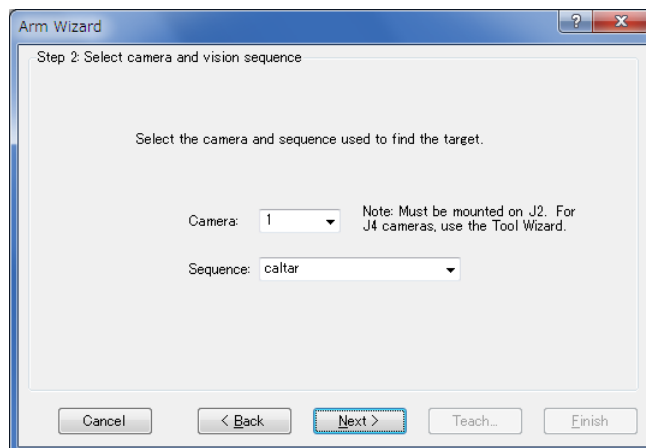 Arm Wizard
Step 2: Select camera and vision sequence
Select the camera and sequence used to find the target.
Camera: 1
Note: Must be mounted on J2. For
J4 cameras, use the Tool Wizard.
Sequence: caltar
Cancel < Back Next > Teach... Finish